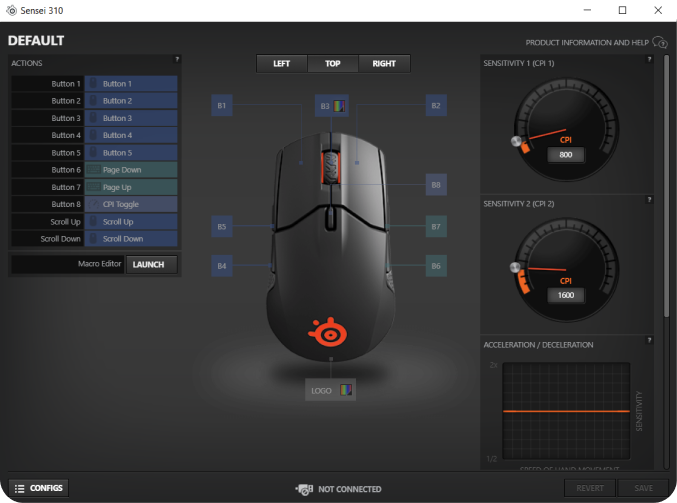 Sensei 310
DEFAULT
PRODUCT INFORMATION AND HELP
ACTIONS
?
Button 1 Button 1
Button 2 Button 2
Button 3 Button 3
Button 4 Button 4
Button 5 Button 5
Button 6 Page Down
Button 7 Page Up
Button 8 CPI Toggle
Scroll Up Scroll Up
Scroll Down Scroll Down
Macro Editor LAUNCH
LEFT TOP RIGHT
B1
B3
B2
B8
B5
B7
B4
B6
LOGO
SENSITIVITY 1 (CPI 1)
?
CPI
800
SENSITIVITY 2 (CPI 2)
?
CPI
1600
ACCELERATION / DECELERATION
?
2x
SENSITIVITY
1/2
SPEED OF HAND MOVEMENT
CONFIGS
NOT CONNECTED
REVERT
SAVE